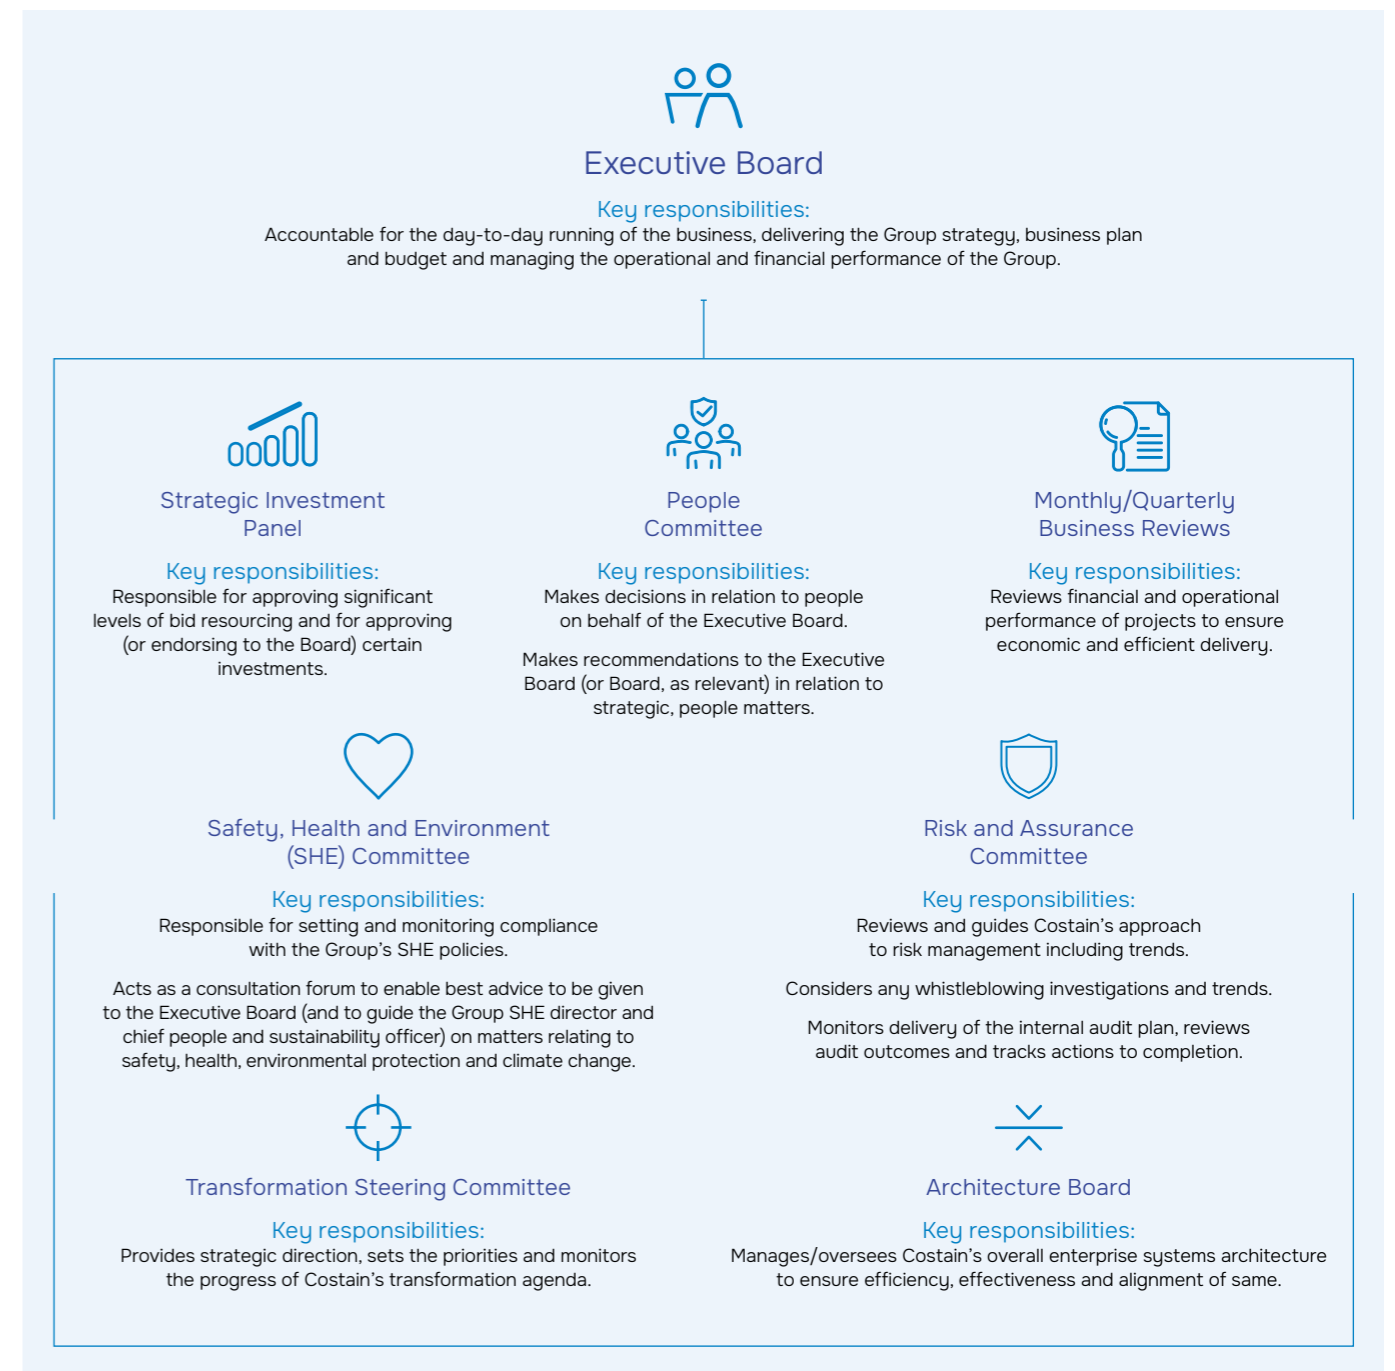 Executive Board
Key responsibilities:
Accountable for the day-to-day running of the business, delivering the Group strategy, business plan
and budget and managing the operational and financial performance of the Group.
Strategic Investment
Panel
Key responsibilities:
Responsible for approving significant
levels of bid resourcing and for approving
(or endorsing to the Board) certain
investments.
People
Committee
Key responsibilities:
Makes decisions in relation to people
on behalf of the Executive Board.
Makes recommendations to the Executive
Board (or Board, as relevant) in relation to
strategic, people matters.
Monthly/Quarterly
Business Reviews
Key responsibilities:
Reviews financial and operational
performance of projects to ensure
economic and efficient delivery.
Safety, Health and Environment
(SHE) Committee
Key responsibilities:
Responsible for setting and monitoring compliance
with the Group's SHE policies.
Acts as a consultation forum to enable best advice to be given
to the Executive Board (and to guide the Group SHE director and
chief people and sustainability officer) on matters relating to
safety, health, environmental protection and climate change.
Risk and Assurance
Committee
Key responsibilities:
Reviews and guides Costain's approach
to risk management including trends.
Considers any whistleblowing investigations and trends.
Monitors delivery of the internal audit plan, reviews
audit outcomes and tracks actions to completion.
Transformation Steering Committee
Key responsibilities:
Provides strategic direction, sets the priorities and monitors
the progress of Costain's transformation agenda.
Architecture Board
Key responsibilities:
Manages/oversees Costain's overall enterprise systems architecture
to ensure efficiency, effectiveness and alignment of same.